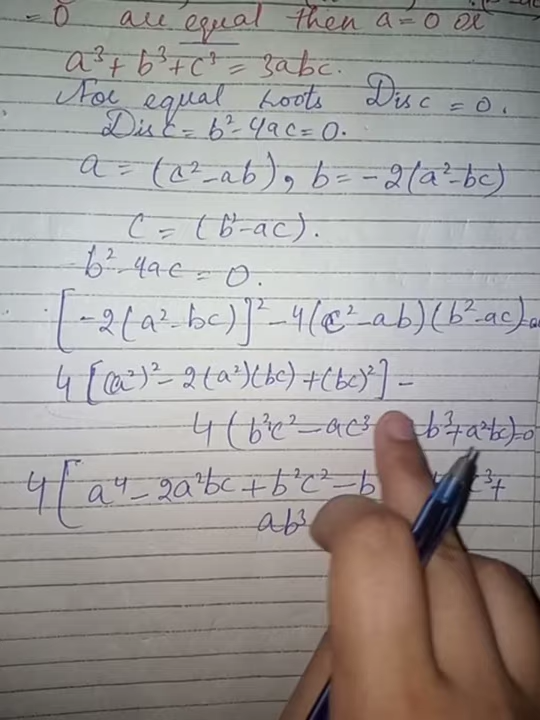 = 0 are equal then a = 0 or
a³ + b³ + c³ = 3abc.
For equal roots Disc = 0.
Disc = b² - 4ac = 0.
a = (c² - ab), b = -2(a² - bc)
c = (b² - ac).
b² - 4ac = 0.
[-2(a² - bc)]² - 4(c² - ab)(b² - ac) =
4[(a²)² - 2(a²)(bc) + (bc)²] -
4(b²c² - ac³ b³ + a²bc) = 0
4[a⁴ - 2a²bc + b²c² - b c³ +
ab³